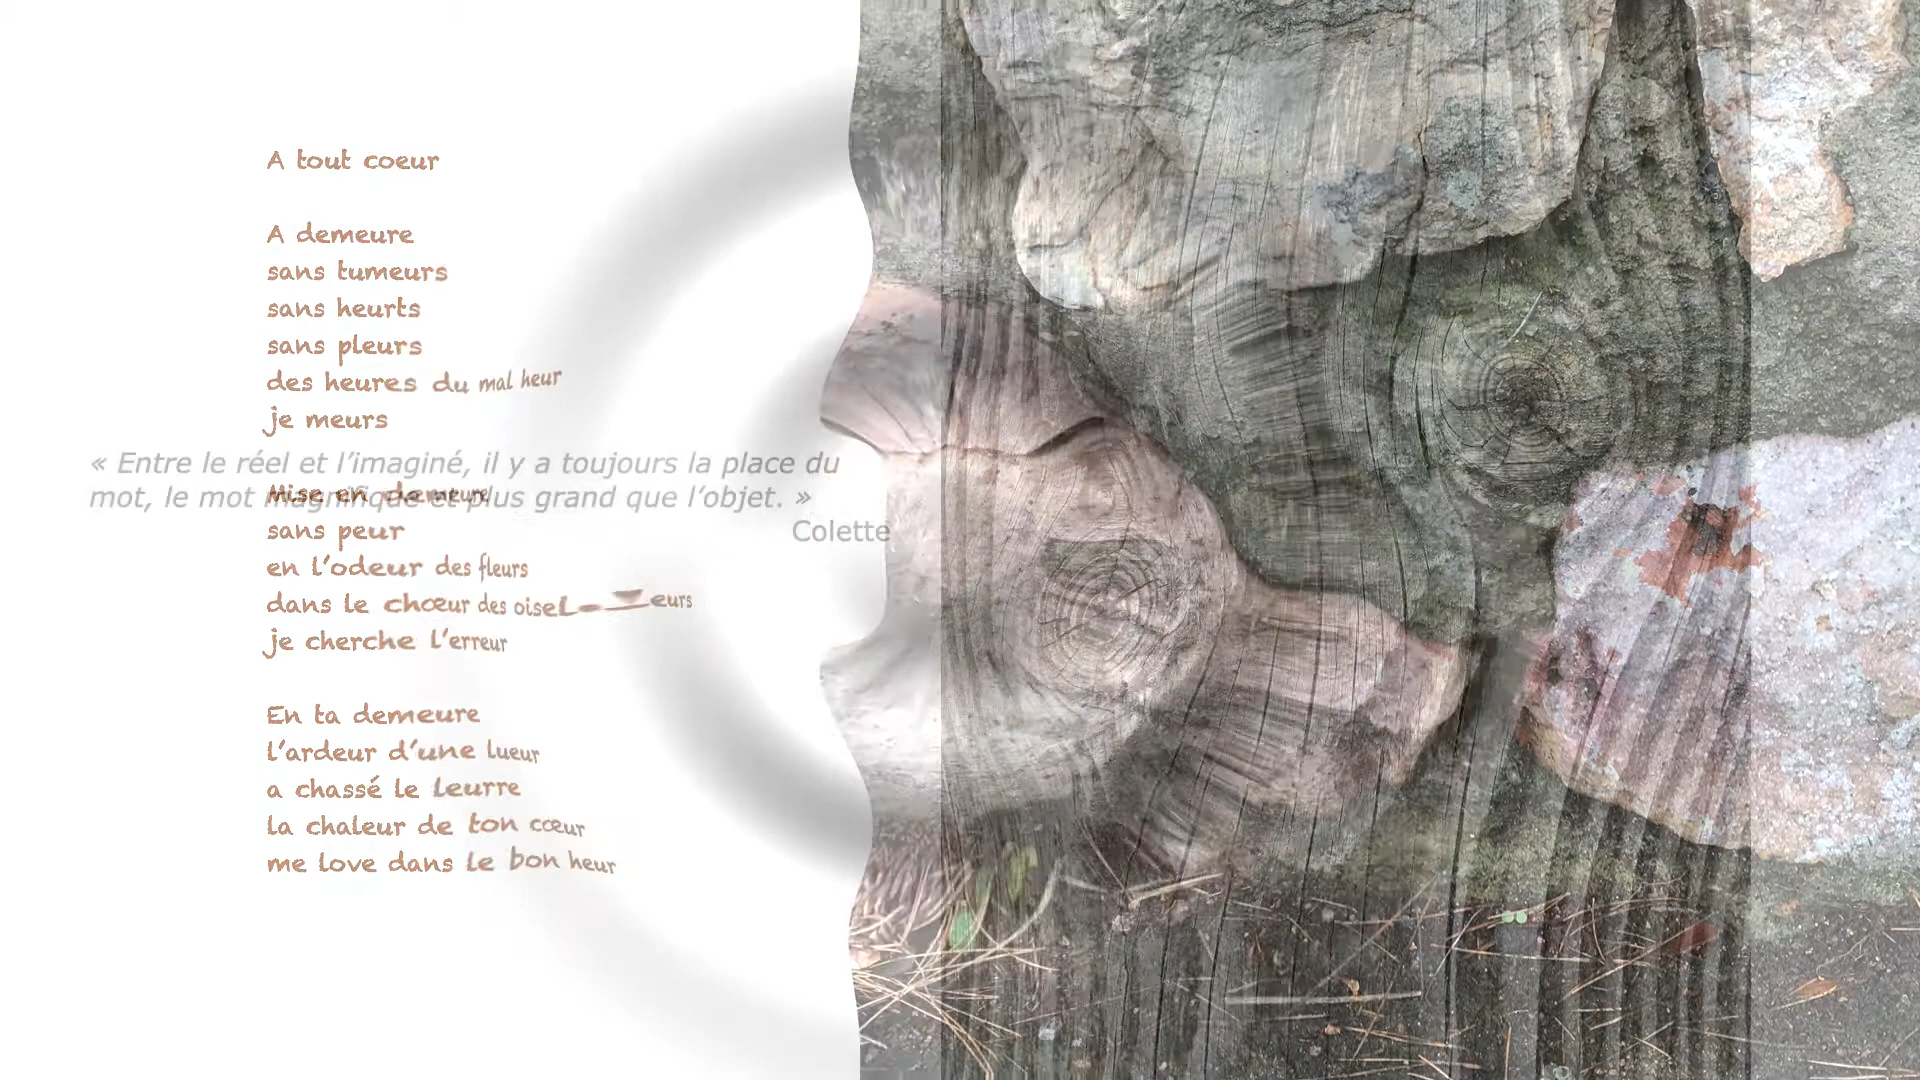 A tout coeur
A demeure
sans tumeurs
sans heurts
sans pleurs
des heures du mal heur
je meurs
« Entre le réel et l’imaginé, il y a toujours la place du
mot, le mot magnifique et plus grand que l’objet. »
Colette
Mise en demeure
sans peur
en l’odeur des fleurs
dans le chœur des
je cherche l’erreur
En ta demeure
l’ardeur d’une lueur
a chassé le leurre
la chaleur de ton cœur
me love dans le bon heur